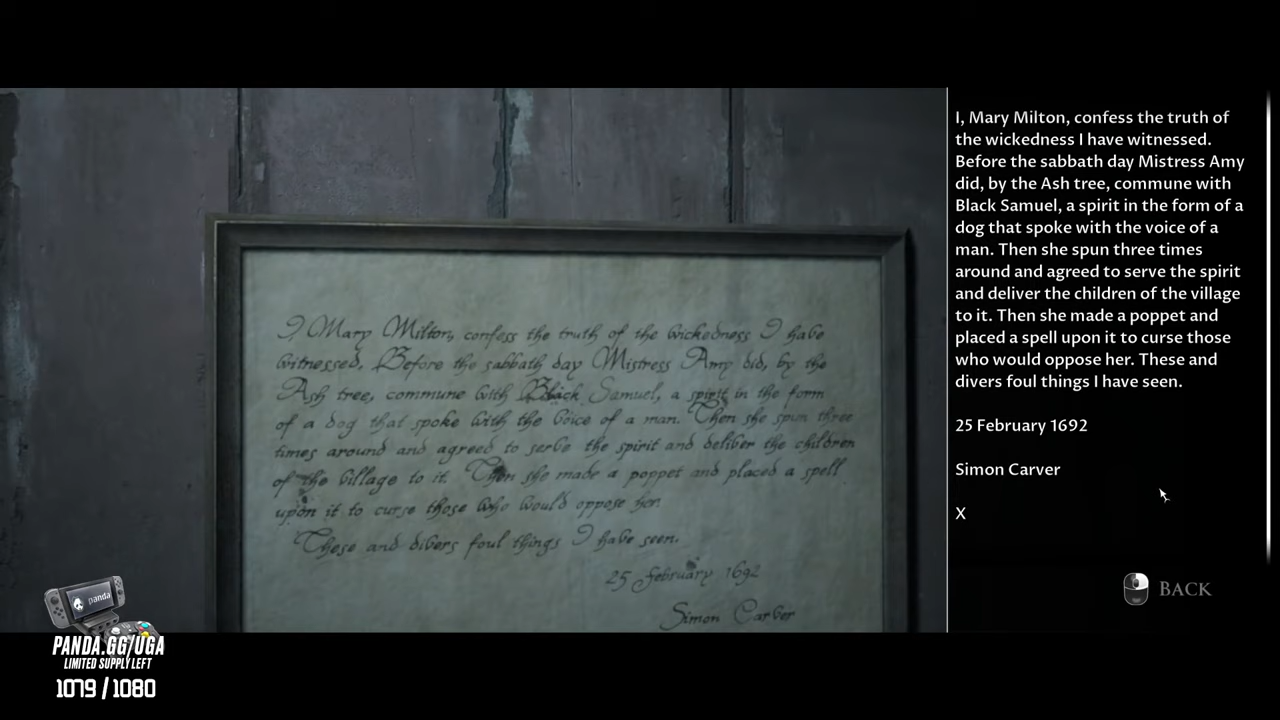 I, Mary Milton, confess the truth of the wickedness I have
witnessed. Before the sabbath day Mistress Amy did, by the
Ash tree, commune with Black Samuel, a spirit in the form
of a dog that spoke with the voice of a man. Then she spun three
times around and agreed to serve the spirit and deliver the children
of the village to it. Then she made a poppet and placed a spell
upon it to curse those who would oppose her.
These and divers foul things I have seen.
25 February 1692
Simon Carver
I, Mary Milton, confess the truth of
the wickedness I have witnessed.
Before the sabbath day Mistress Amy
did, by the Ash tree, commune with
Black Samuel, a spirit in the form of a
dog that spoke with the voice of a
man. Then she spun three times
around and agreed to serve the spirit
and deliver the children of the village
to it. Then she made a poppet and
placed a spell upon it to curse those
who would oppose her. These and
divers foul things I have seen.
25 February 1692
Simon Carver
X
BACK
panda
PANDA.GG/UGA
LIMITED SUPPLY LEFT
1079 / 1080